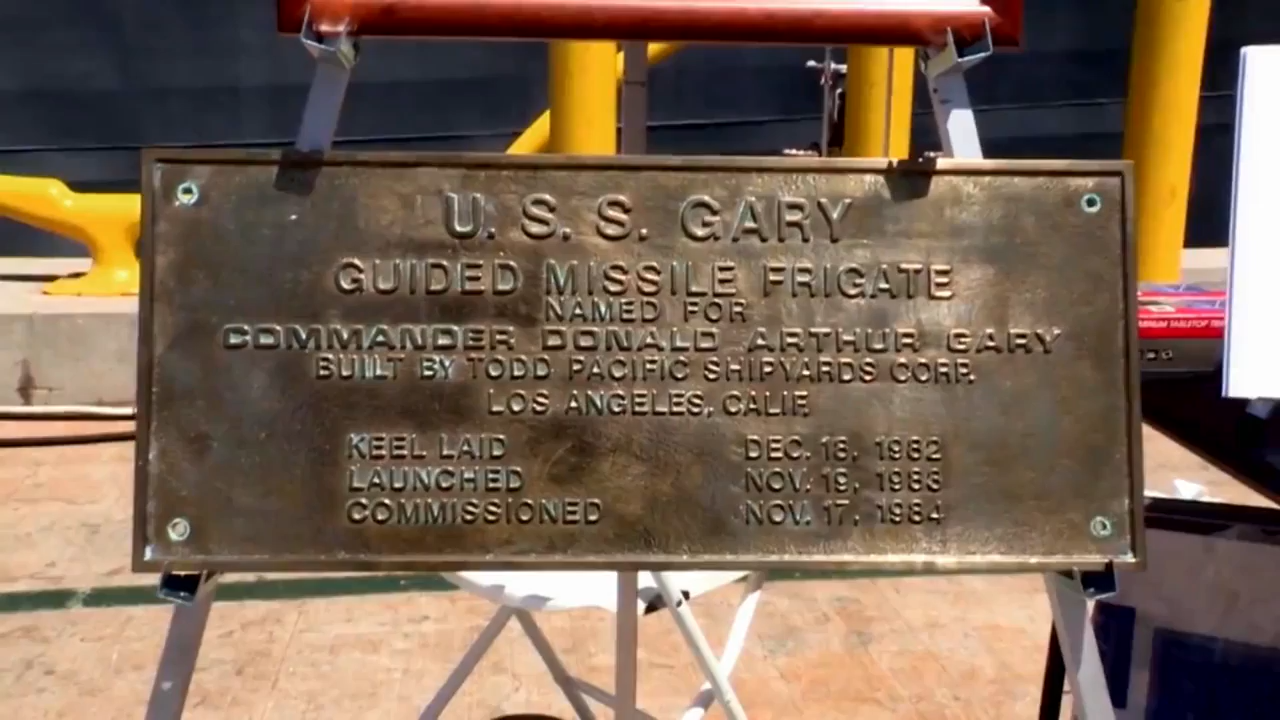 U. S. S. GARY
GUIDED MISSILE FRIGATE
NAMED FOR
COMMANDER DONALD ARTHUR GARY
BUILT BY TODD PACIFIC SHIPYARDS CORP.
LOS ANGELES, CALIF.
KEEL LAID DEC. 18, 1982
LAUNCHED NOV. 19, 1983
COMMISSIONED NOV. 17, 1984
TABLETOP